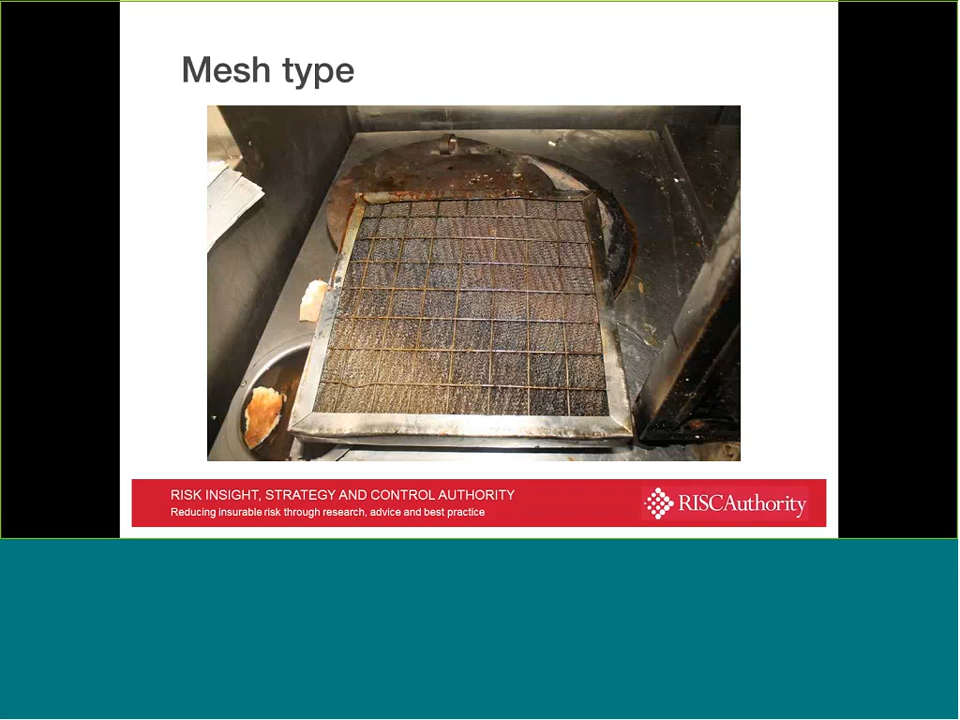 Mesh type
RISK INSIGHT, STRATEGY AND CONTROL AUTHORITY
Reducing insurable risk through research, advice and best practice
RISCAuthority